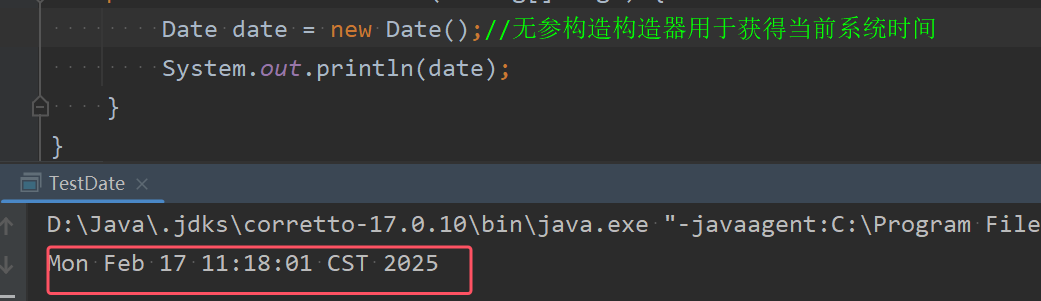 Date date = new Date();//无参构造构造器用于获得当前系统时间
System.out.println(date);
}
}
TestDate ×
D:\Java\.jdks\corretto-17.0.10\bin\java.exe "-javaagent:C:\Program File
Mon Feb 17 11:18:01 CST 2025